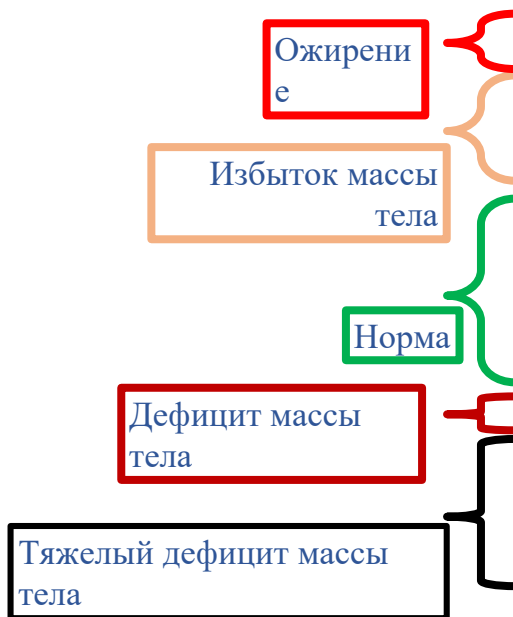 Ожирени
е
Избыток массы
тела
Норма
Дефицит массы
тела
Тяжелый дефицит массы
тела